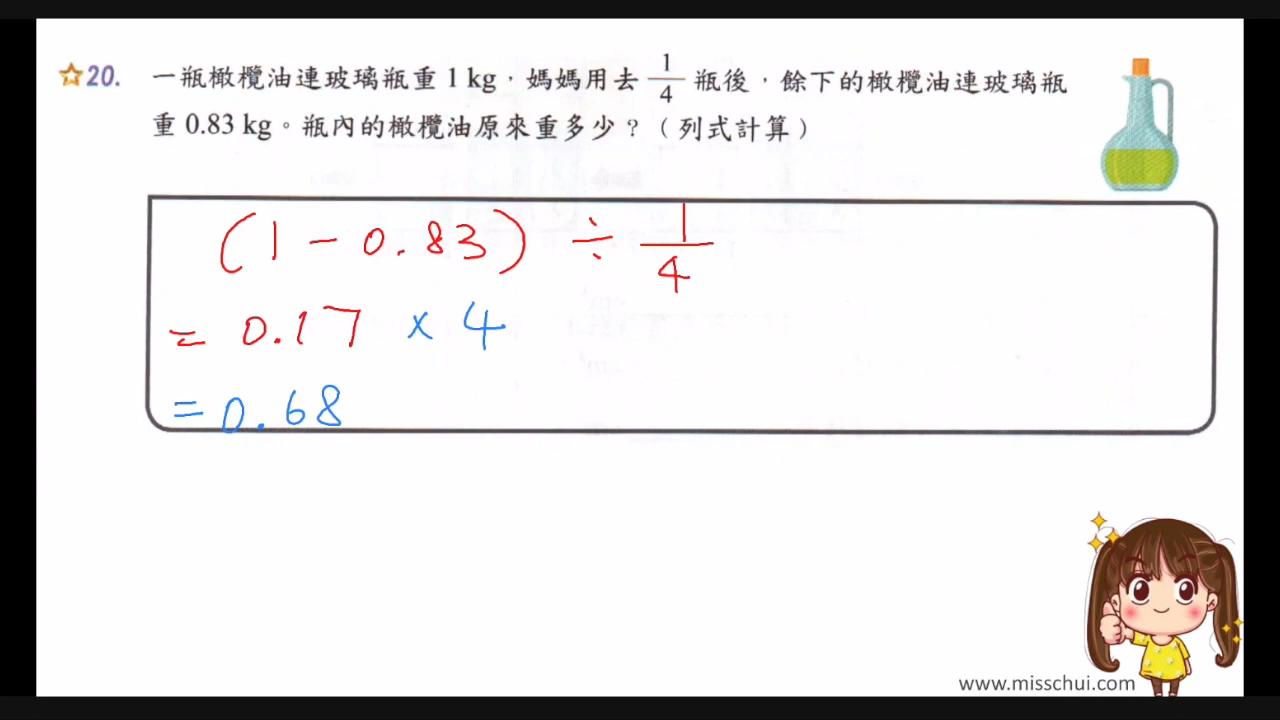 20. 一瓶橄欖油連玻璃瓶重 1 kg，媽媽用去 1/4 瓶後，餘下的橄欖油連玻璃瓶
重 0.83 kg。瓶內的橄欖油原來重多少？（列式計算）
(1 - 0.83) ÷ 1/4
= 0.17 × 4
= 0.68
www.misschui.com